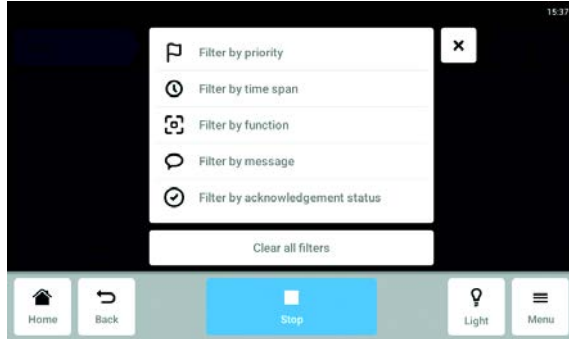 15:37
Filter by priority
Filter by time span
Filter by function
Filter by message
Filter by acknowledgement status
Clear all filters
Home
Back
Stop
Light
Menu